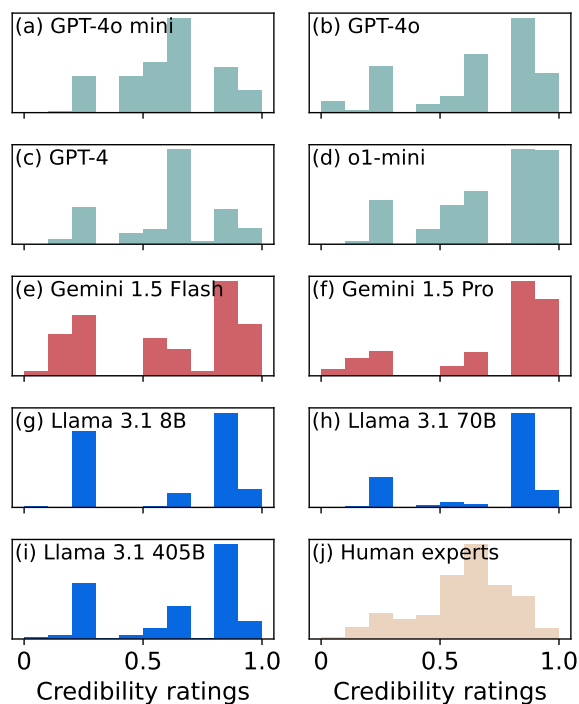 (a) GPT-4o mini
(b) GPT-4o
(c) GPT-4
(d) o1-mini
(e) Gemini 1.5 Flash
(f) Gemini 1.5 Pro
(g) Llama 3.1 8B
(h) Llama 3.1 70B
(i) Llama 3.1 405B
(j) Human experts
0 0.5 1.0
0 0.5 1.0
Credibility ratings
Credibility ratings